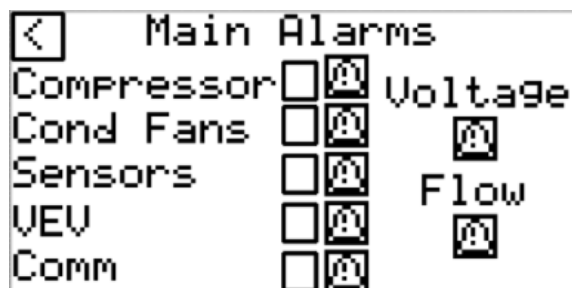 < Main Alarms
Compressor
Voltage
Cond Fans
Sensors
Flow
VEV
Comm